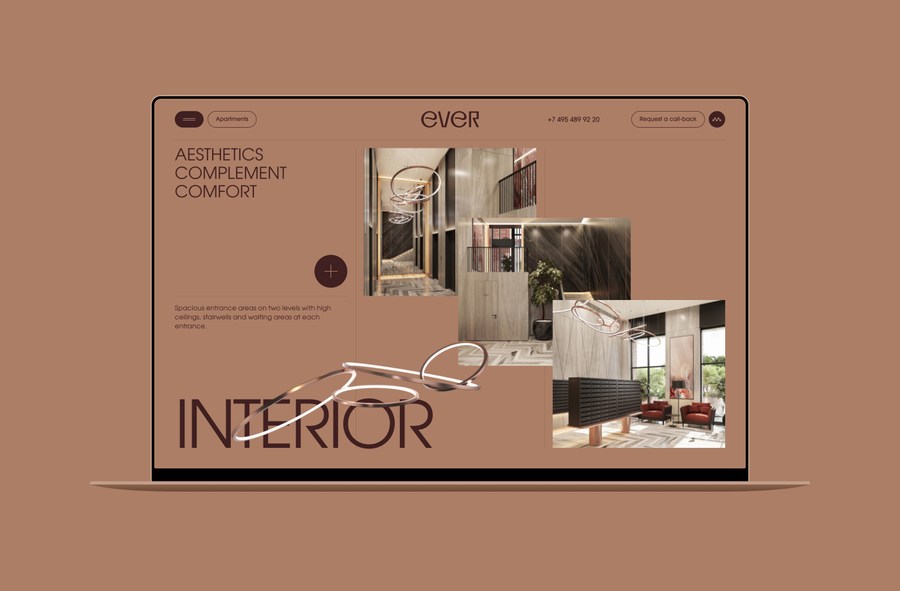 Apartments
eveR
+7 495 489 92 20
Request a call-back
AESTHETICS
COMPLEMENT
COMFORT
Spacious entrance areas on two levels with high
ceilings, stairwells and waiting areas at each
entrance.
INTERIOR